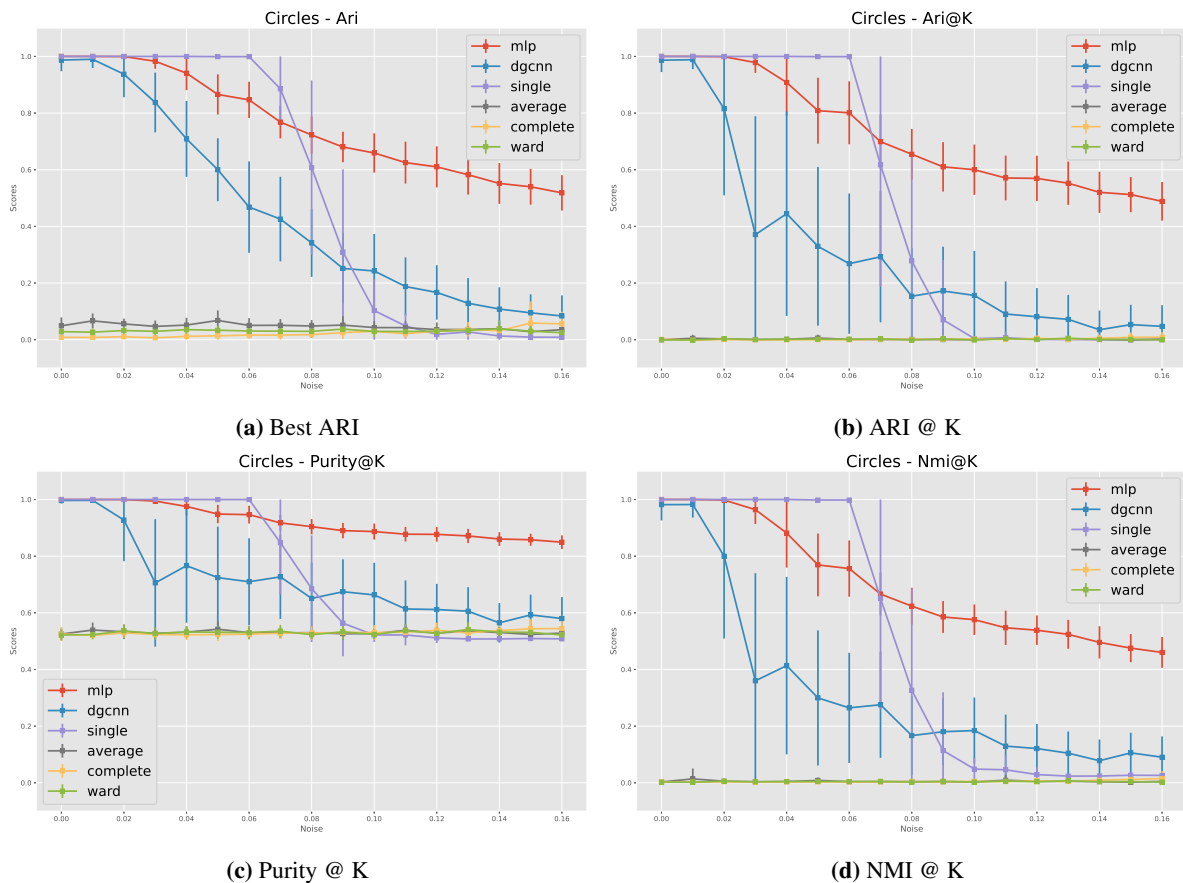 Circles - Ari
Scores
1.0
0.8
0.6
0.4
0.2
0.0
mlp
dgcnn
single
average
complete
ward
0.00 0.02 0.04 0.06 0.08 0.10 0.12 0.14 0.16
Noise
(a) Best ARI
Circles - Ari@K
Scores
1.0
0.8
0.6
0.4
0.2
0.0
mlp
dgcnn
single
average
complete
ward
0.00 0.02 0.04 0.06 0.08 0.10 0.12 0.14 0.16
Noise
(b) ARI @ K
Circles - Purity@K
Scores
1.0
0.8
0.6
0.4
0.2
0.0
mlp
dgcnn
single
average
complete
ward
0.00 0.02 0.04 0.06 0.08 0.10 0.12 0.14 0.16
Noise
(c) Purity @ K
Circles - Nmi@K
Scores
1.0
0.8
0.6
0.4
0.2
0.0
mlp
dgcnn
single
average
complete
ward
0.00 0.02 0.04 0.06 0.08 0.10 0.12 0.14 0.16
Noise
(d) NMI @ K